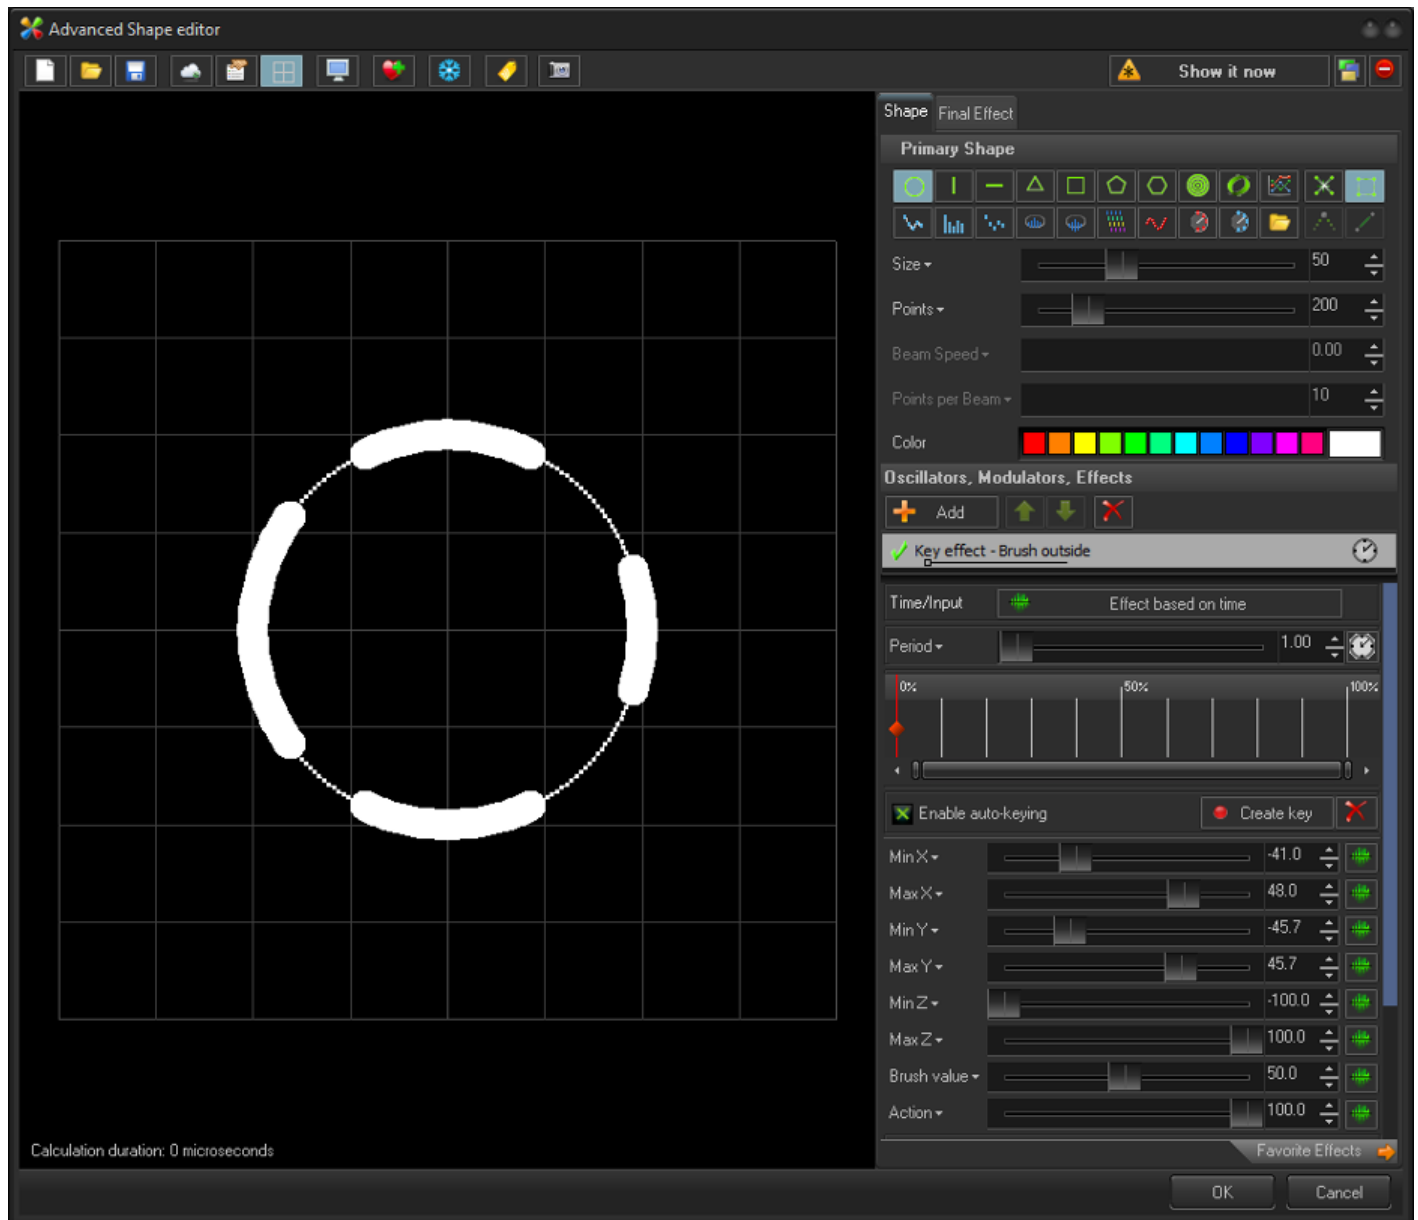 Advanced Shape editor
Show it now
Shape Final Effect
Primary Shape
Size 50
Points 200
Beam Speed 0.00
Points per Beam 10
Color
Oscillators, Modulators, Effects
Add
Key effect - Brush outside
Time/Input Effect based on time
Period 1.00
0% 50% 100%
Enable auto-keying Create key
Min X -41.0
Max X 48.0
Min Y -45.7
Max Y 45.7
Min Z -100.0
Max Z 100.0
Brush value 50.0
Action 100.0
Calculation duration: 0 microseconds
Favorite Effects
OK Cancel